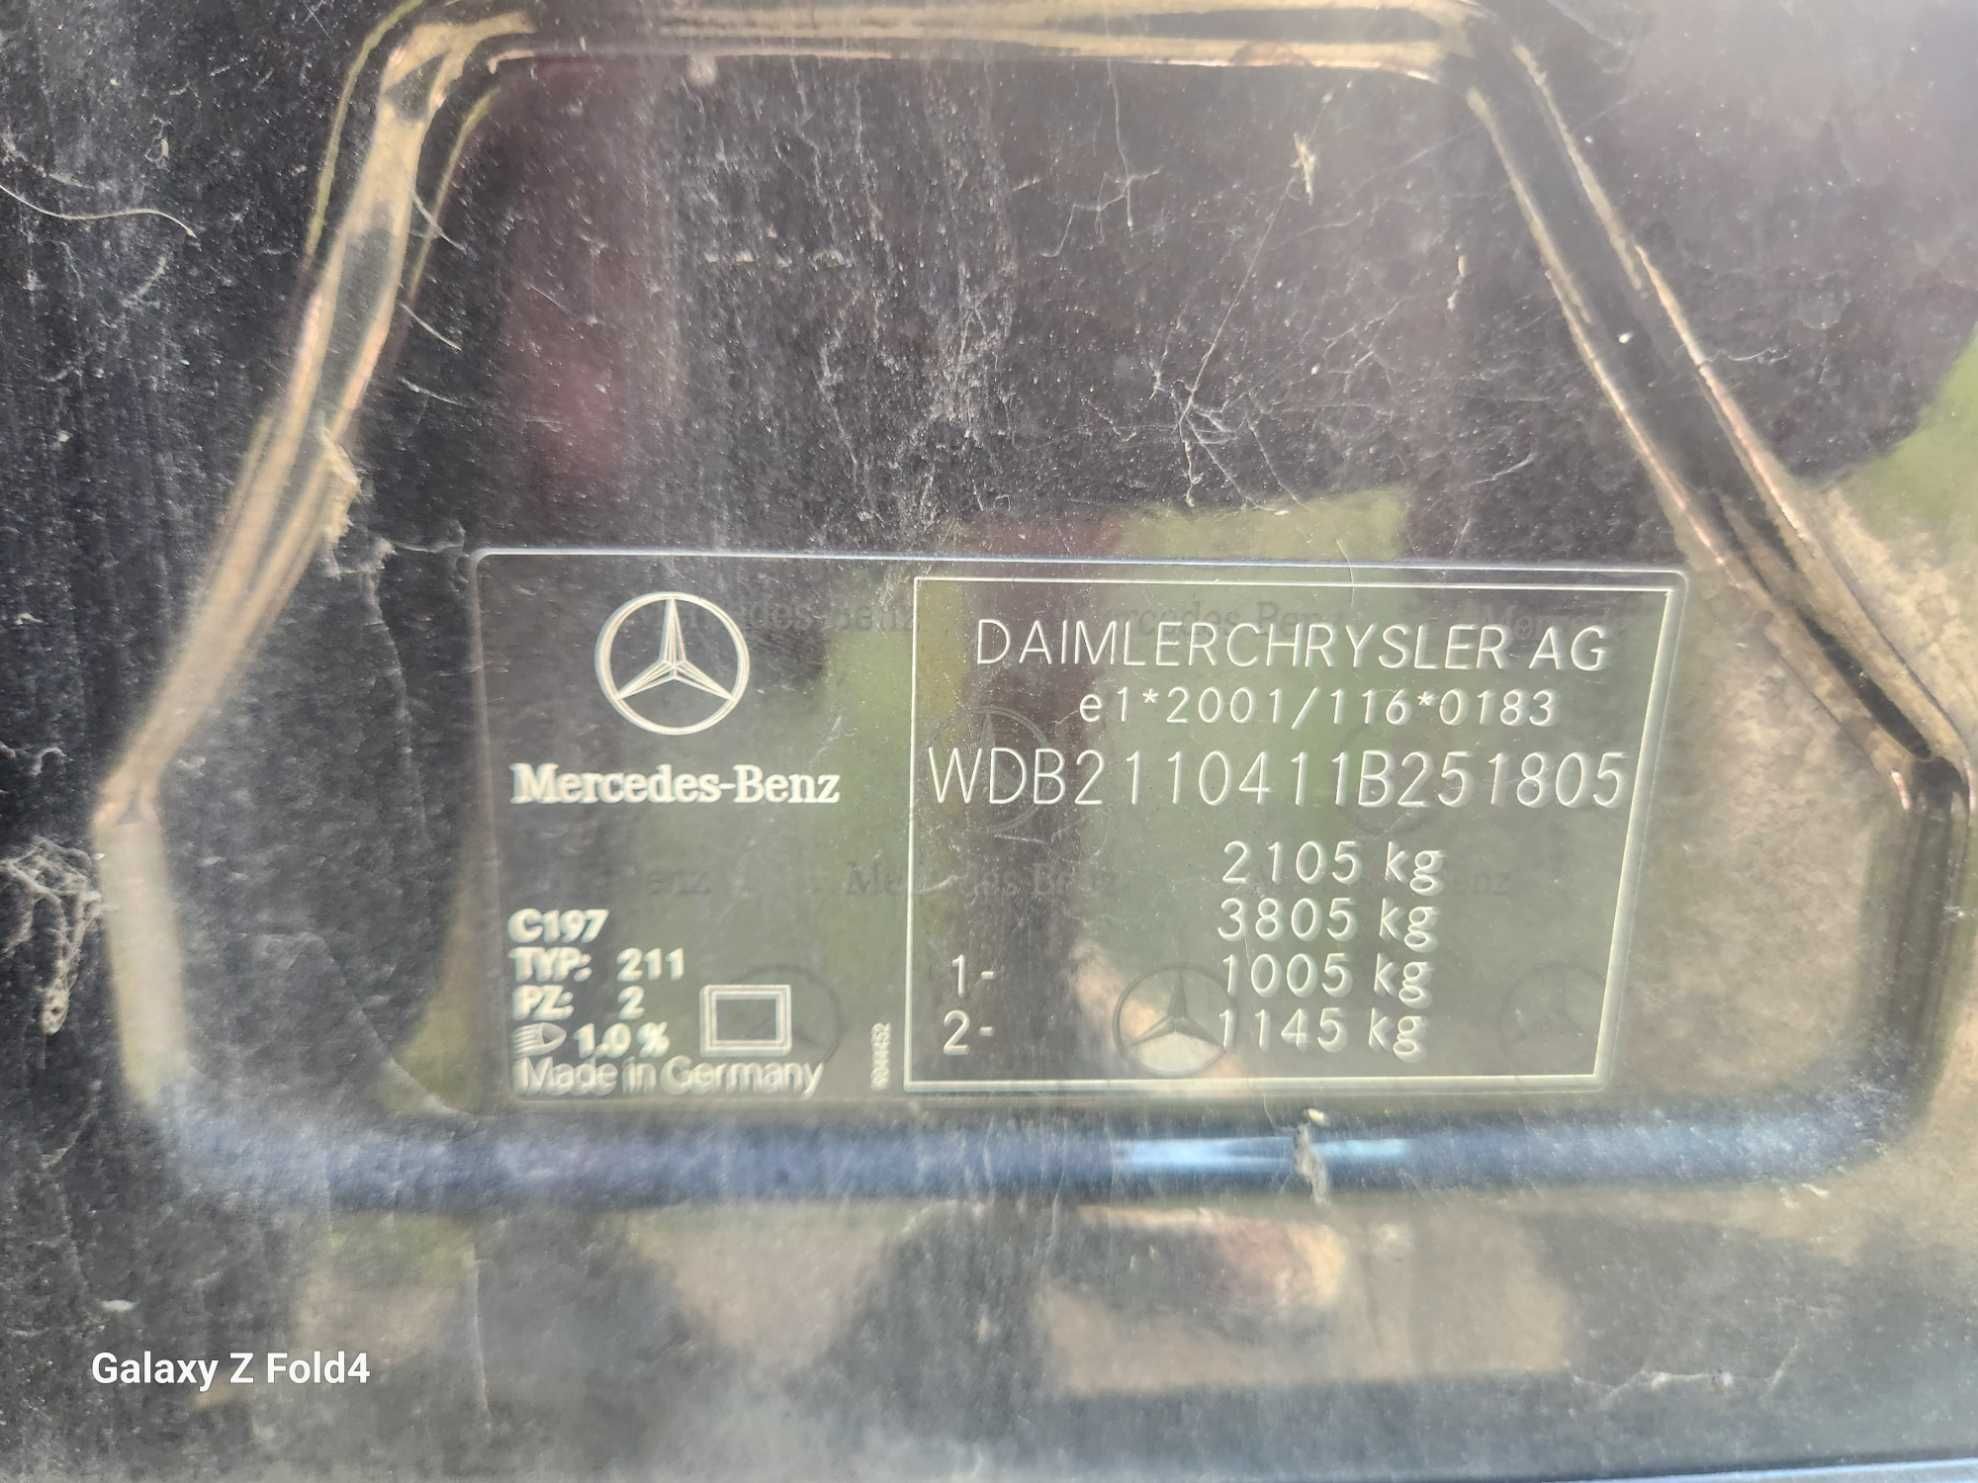 Mercedes-Benz
C197
TYP: 211
PZ: 2
1.0 %
Made in Germany
DAIMLERCHRYSLER AG
e1*2001/116*0183
WDB2110411B251805
2105 kg
3805 kg
1- 1005 kg
2- 1145 kg
Galaxy Z Fold4